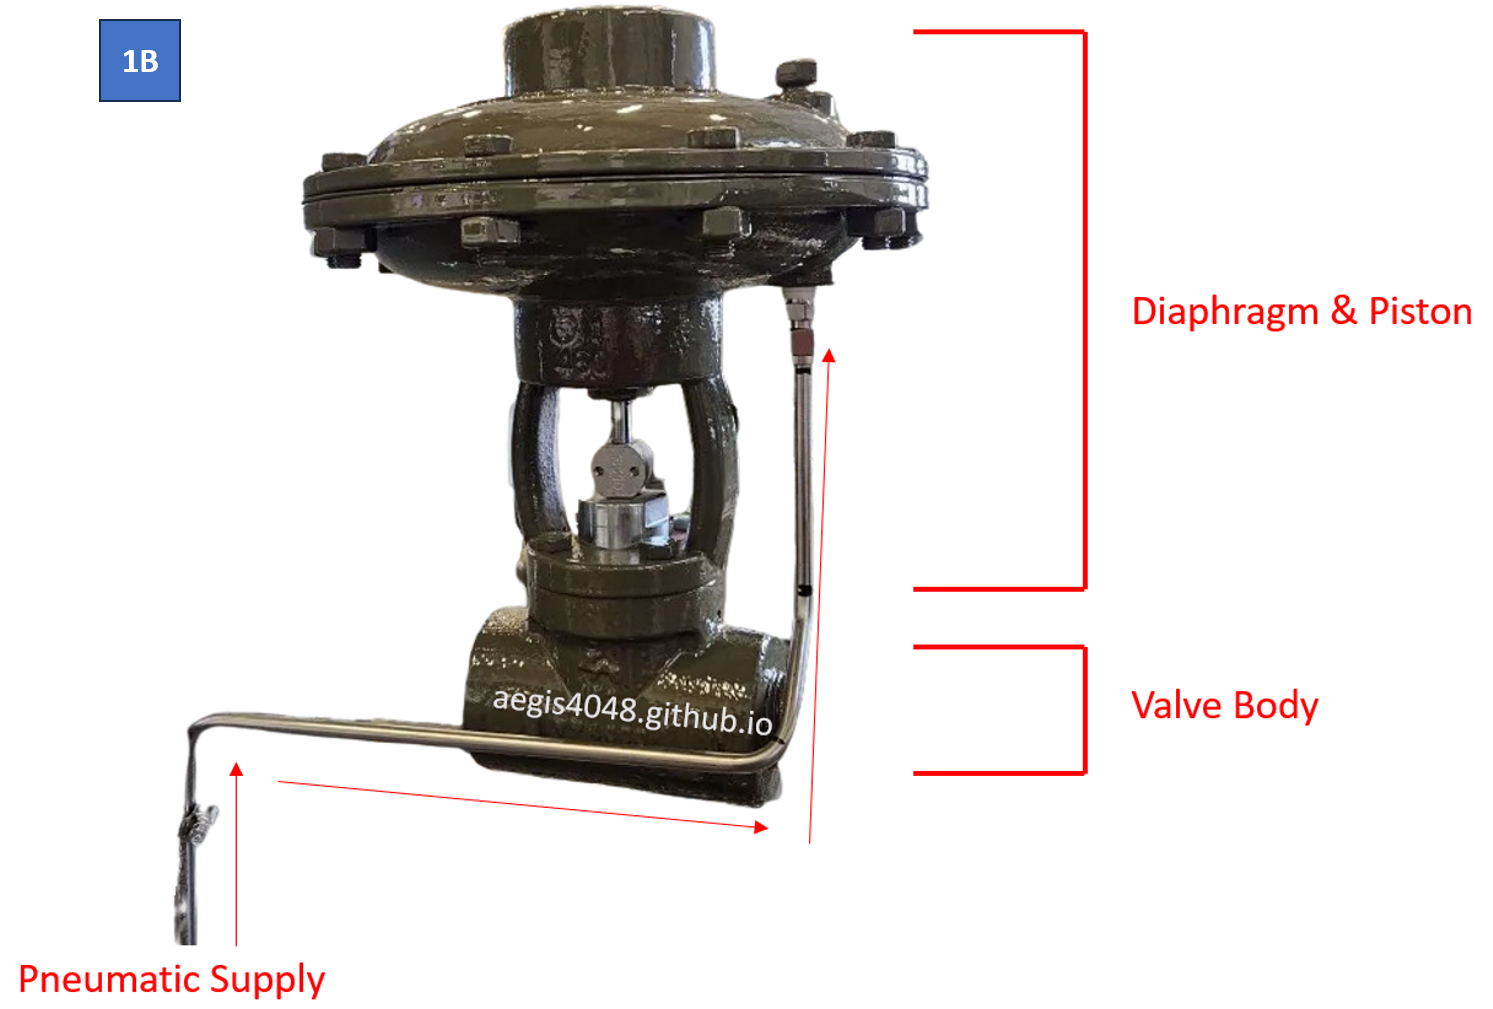 1B
Diaphragm & Piston
aegis4048.github.io
Valve Body
Pneumatic Supply